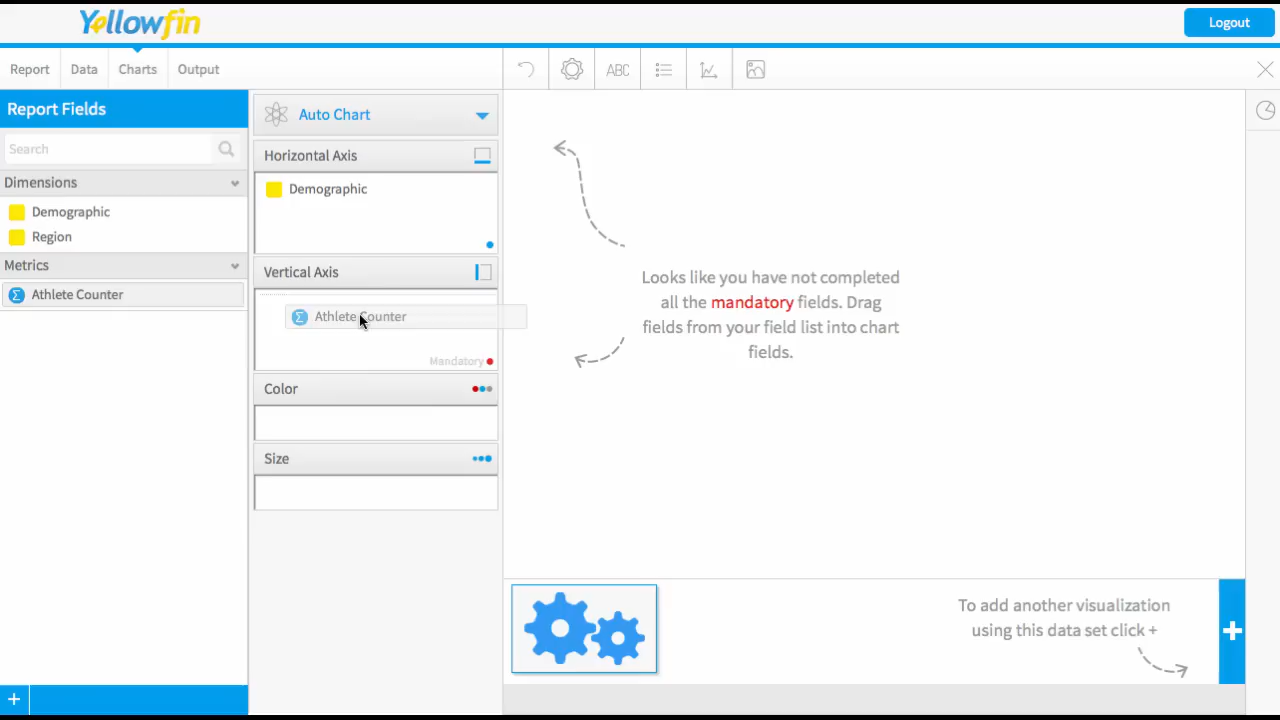 Yellowfin
Logout
Report
Data
Charts
Output
ABC
Report Fields
Search
Dimensions
Demographic
Region
Metrics
Athlete Counter
Auto Chart
Horizontal Axis
Demographic
Vertical Axis
Athlete Counter
Mandatory
Color
Size
Looks like you have not completed
all the mandatory fields. Drag
fields from your field list into chart
fields.
To add another visualization
using this data set click +